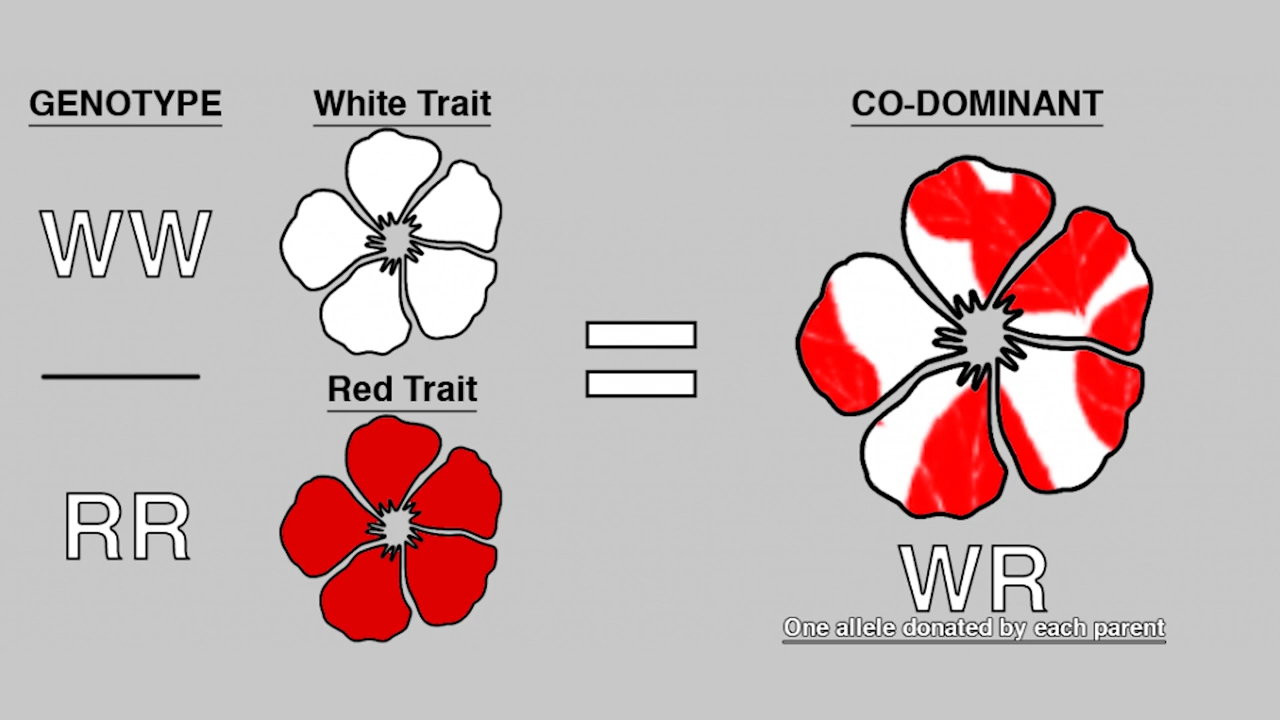 GENOTYPE
White Trait
CO-DOMINANT
WW
Red Trait
RR
WR
One allele donated by each parent